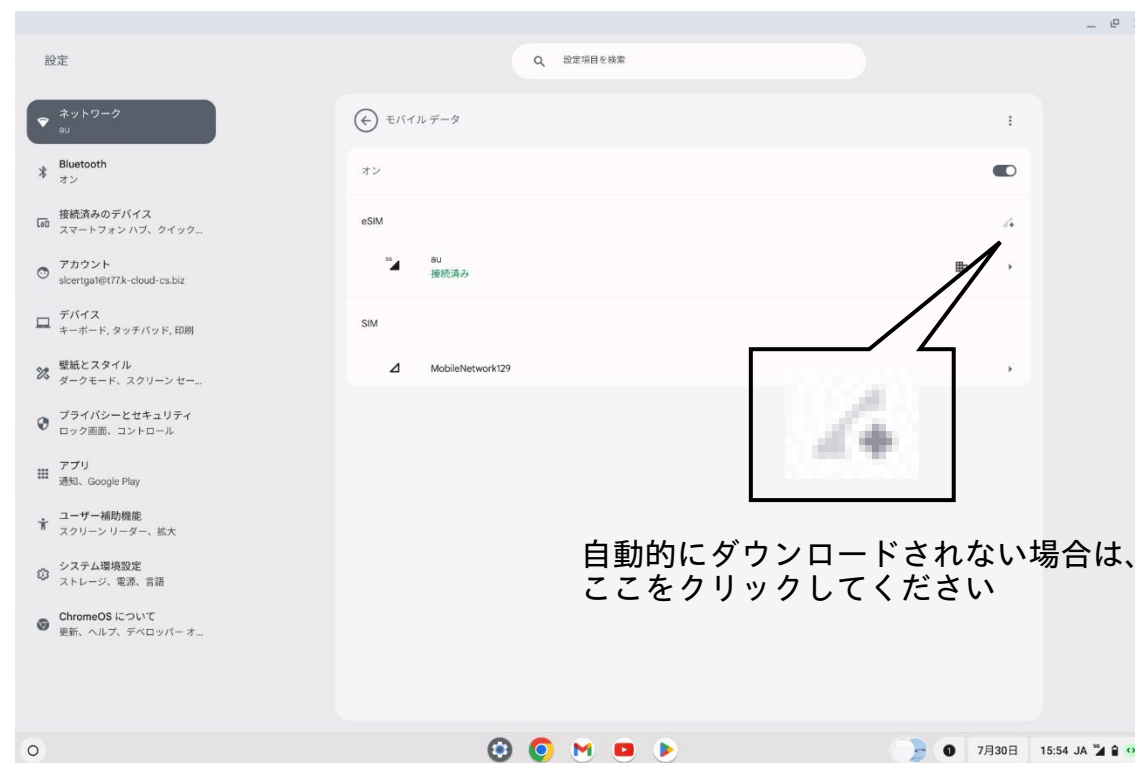 設定
設定項目を検索
ネットワーク
au
Bluetooth
オン
接続済みのデバイス
スマートフォン ハブ、クイック...
アカウント
slcertga1@t77.k-cloud-cs.biz
デバイス
キーボード, タッチパッド, 印刷
壁紙とスタイル
ダークモード、スクリーン セー...
プライバシーとセキュリティ
ロック画面、コントロール
アプリ
通知、Google Play
ユーザー補助機能
スクリーン リーダー、拡大
システム環境設定
ストレージ、電源、言語
ChromeOS について
更新、ヘルプ、デベロッパー オ...
モバイル データ
オン
eSIM
5G
au
接続済み
SIM
MobileNetwork129
自動的にダウンロードされない場合は、
ここをクリックしてください
1
7月30日
15:54 JA 5G